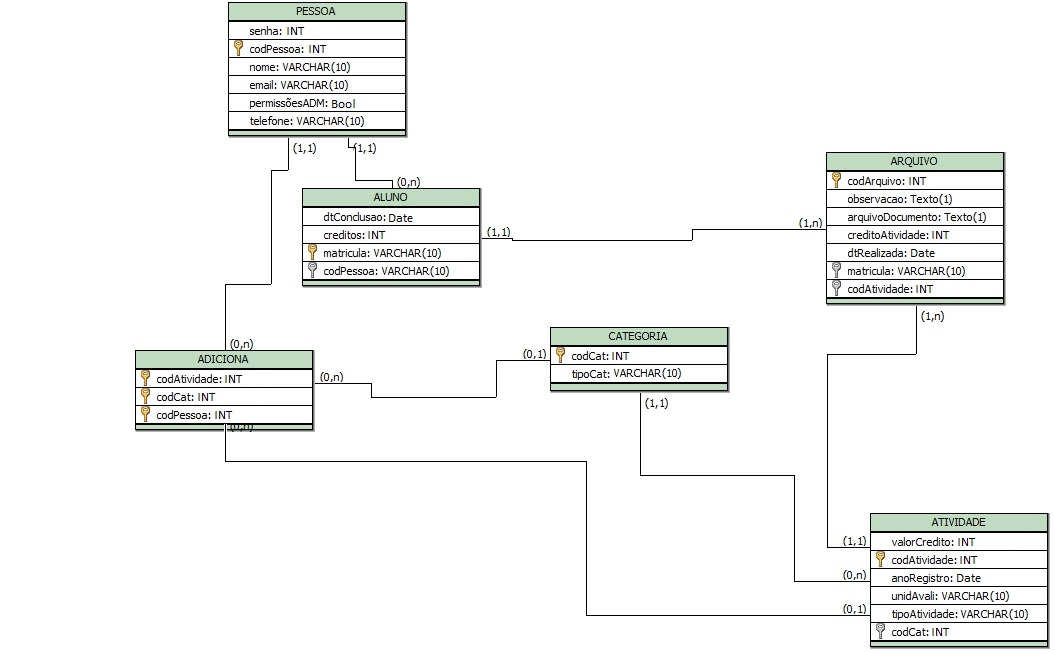 PESSOA
senha: INT
codPessoa: INT
nome: VARCHAR(10)
email: VARCHAR(10)
permissõesADM: Bool
telefone: VARCHAR(10)
(1,1)
(1,1)
(0,n)
ALUNO
dtConclusao: Date
creditos: INT
matricula: VARCHAR(10)
codPessoa: VARCHAR(10)
(1,1)
(1,n)
ARQUIVO
codArquivo: INT
observacao: Texto(1)
arquivoDocumento: Texto(1)
creditoAtividade: INT
dtRealizada: Date
matricula: VARCHAR(10)
codAtividade: INT
(1,n)
(0,n)
ADICIONA
codAtividade: INT
codCat: INT
codPessoa: INT
(0,n)
(0,n)
(0,1)
CATEGORIA
codCat: INT
tipoCat: VARCHAR(10)
(1,1)
(1,1)
(0,n)
(0,1)
ATIVIDADE
valorCredito: INT
codAtividade: INT
anoRegistro: Date
unidAvali: VARCHAR(10)
tipoAtividade: VARCHAR(10)
codCat: INT